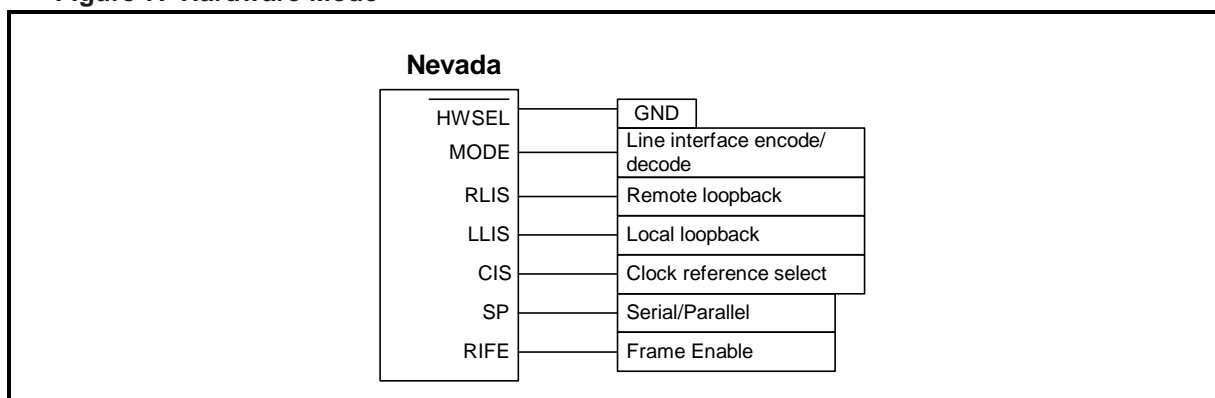 Nevada
HWSEL GND
MODE Line interface encode/
decode
RLIS Remote loopback
LLIS Local loopback
CIS Clock reference select
SP Serial/Parallel
RIFE Frame Enable